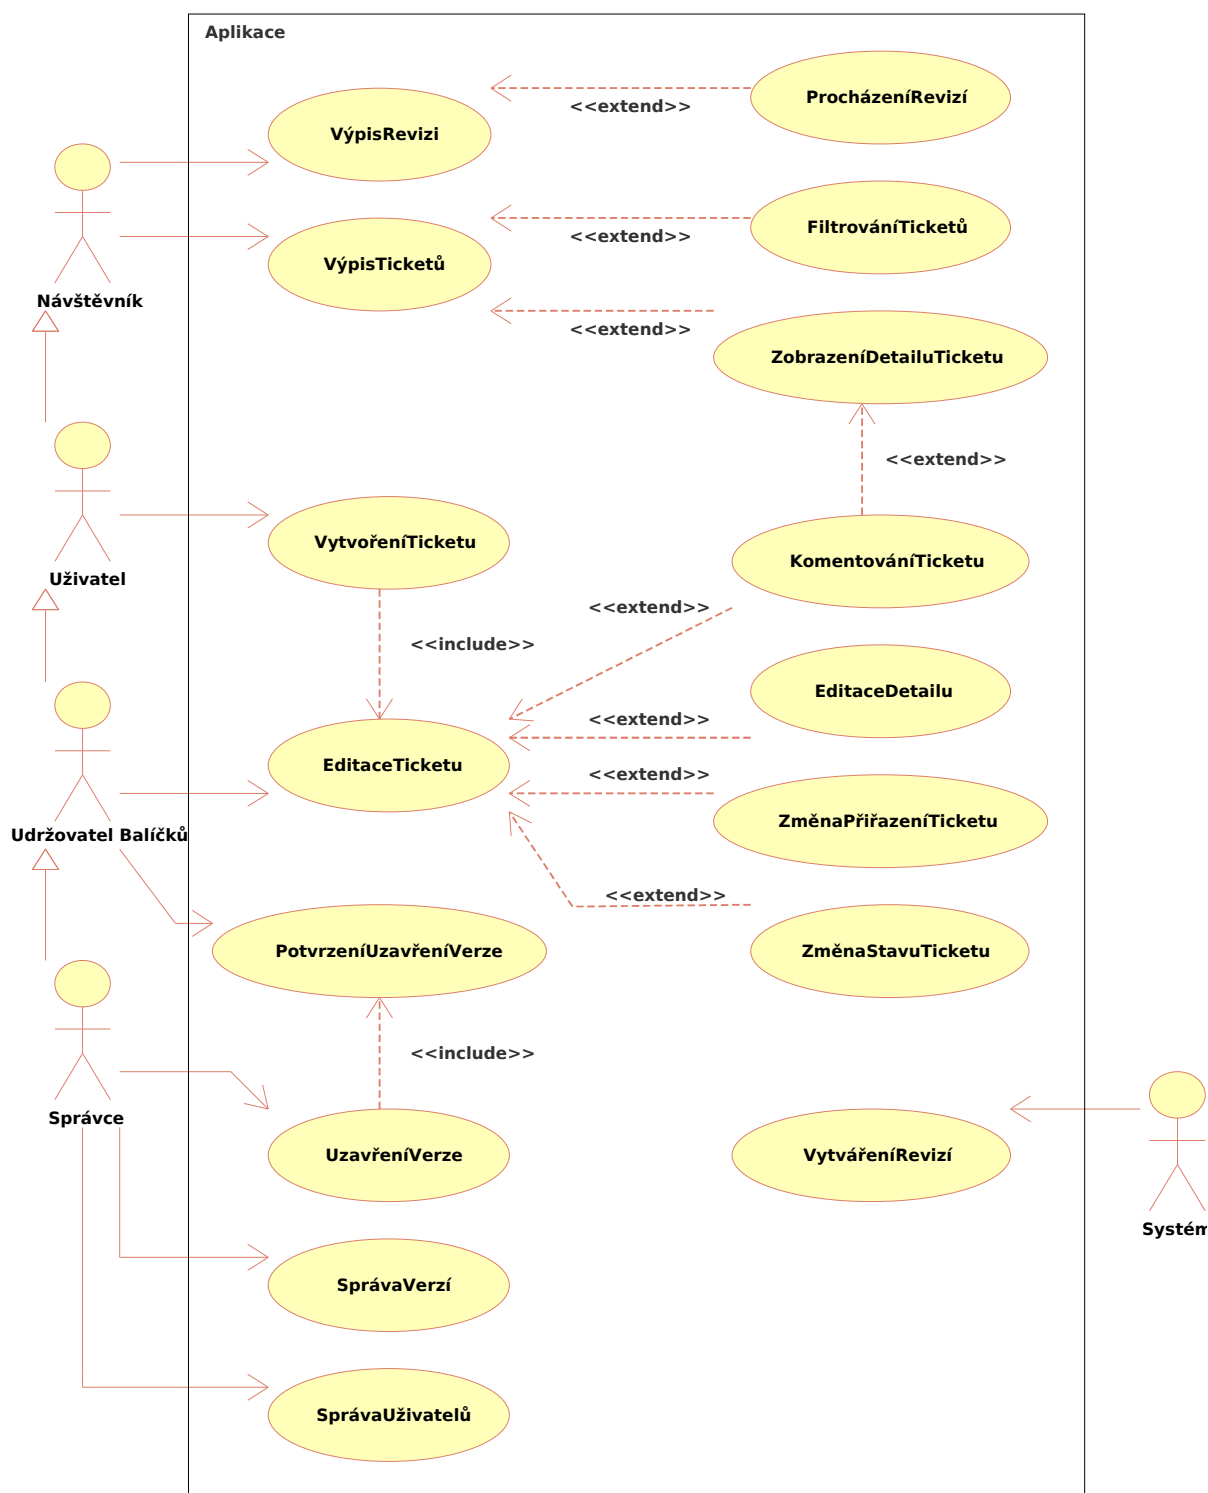 Aplikace
ProcházeníRevizí
<<extend>>
VýpisRevizi
FiltrováníTicketů
<<extend>>
VýpisTicketů
Návštěvník
<<extend>>
ZobrazeníDetailuTicketu
<<extend>>
VytvořeníTicketu
KomentováníTicketu
Uživatel
<<extend>>
<<include>>
EditaceDetailu
<<extend>>
EditaceTicketu
<<extend>>
ZměnaPřiřazeníTicketu
Udržovatel Balíčků
<<extend>>
PotvrzeníUzavřeníVerze
ZměnaStavuTicketu
<<include>>
Správce
UzavřeníVerze
VytvářeníRevizí
Systém
SprávaVerzí
SprávaUživatelů